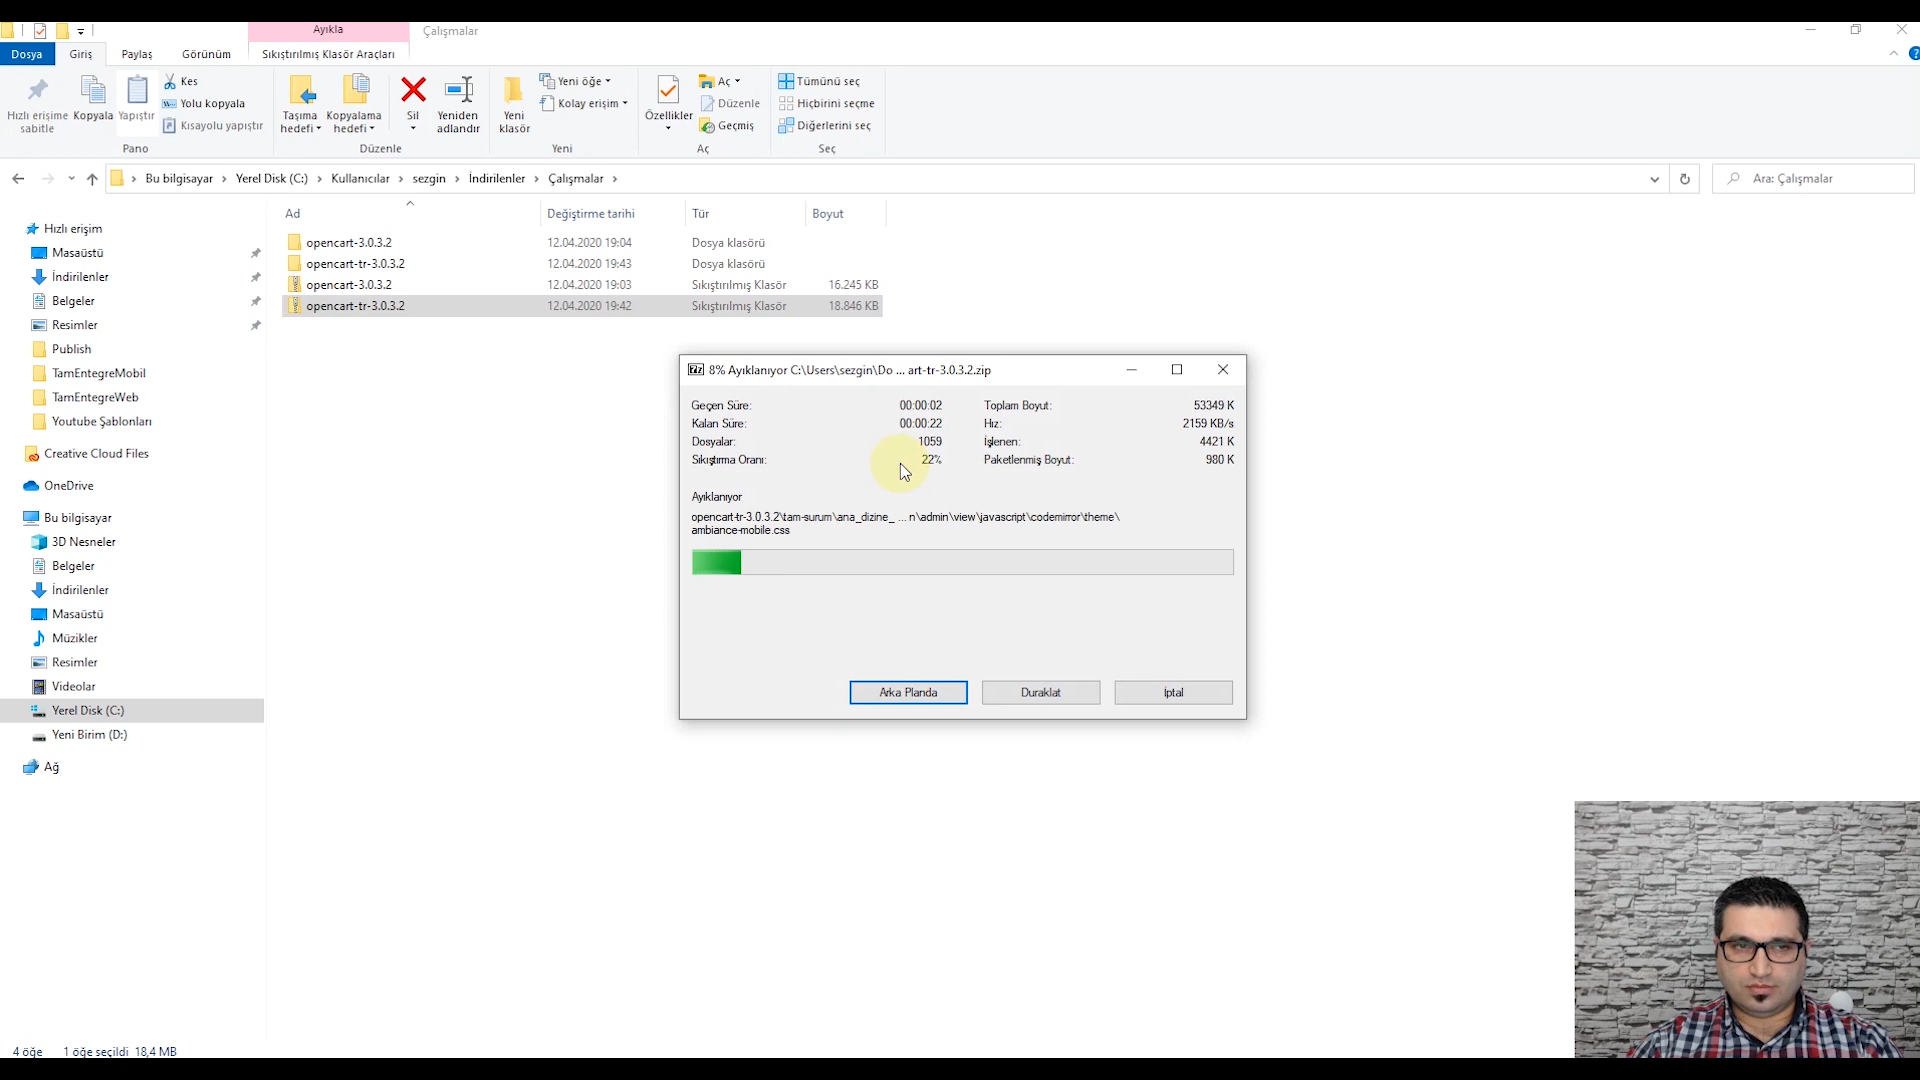 Ayıkla
Çalışmalar
Dosya
Giriş
Paylaş
Görünüm
Sıkıştırılmış Klasör Araçları
Hızlı erişime sabitle
Kopyala
Yapıştır
Kes
Yolu kopyala
Kısayolu yapıştır
Pano
Taşıma hedefi
Kopyalama hedefi
Sil
Yeniden adlandır
Düzenle
Yeni klasör
Yeni öğe
Kolay erişim
Yeni
Özellikler
Aç
Düzenle
Geçmiş
Aç
Tümünü seç
Hiçbirini seçme
Diğerlerini seç
Seç
Bu bilgisayar
Yerel Disk (C:)
Kullanıcılar
sezgin
İndirilenler
Çalışmalar
Ara: Çalışmalar
Ad Değiştirme tarihi Tür Boyut
opencart-3.0.3.2 12.04.2020 19:04 Dosya klasörü
opencart-tr-3.0.3.2 12.04.2020 19:43 Dosya klasörü
opencart-3.0.3.2 12.04.2020 19:03 Sıkıştırılmış Klasör 16.245 KB
opencart-tr-3.0.3.2 12.04.2020 19:42 Sıkıştırılmış Klasör 18.846 KB
Hızlı erişim
Masaüstü
İndirilenler
Belgeler
Resimler
Publish
TamEntegreMobil
TamEntegreWeb
Youtube Şablonları
Creative Cloud Files
OneDrive
Bu bilgisayar
3D Nesneler
Belgeler
İndirilenler
Masaüstü
Müzikler
Resimler
Videolar
Yerel Disk (C:)
Yeni Birim (D:)
Ağ
8% Ayıklanıyor C:\Users\sezgin\Do ... art-tr-3.0.3.2.zip
Geçen Süre: 00:00:02 Toplam Boyut: 53349 K
Kalan Süre: 00:00:22 Hız: 2159 KB/s
Dosyalar: 1059 İşlenen: 4421 K
Sıkıştırma Oranı: 22% Paketlenmiş Boyut: 980 K
Ayıklanıyor
opencart-tr-3.0.3.2\tam-surum\ana_dizine_ ... n\admin\view\javascript\codemirror\theme\
ambiance-mobile.css
Arka Planda
Duraklat
İptal
4 öğe 1 öğe seçildi 18,4 MB